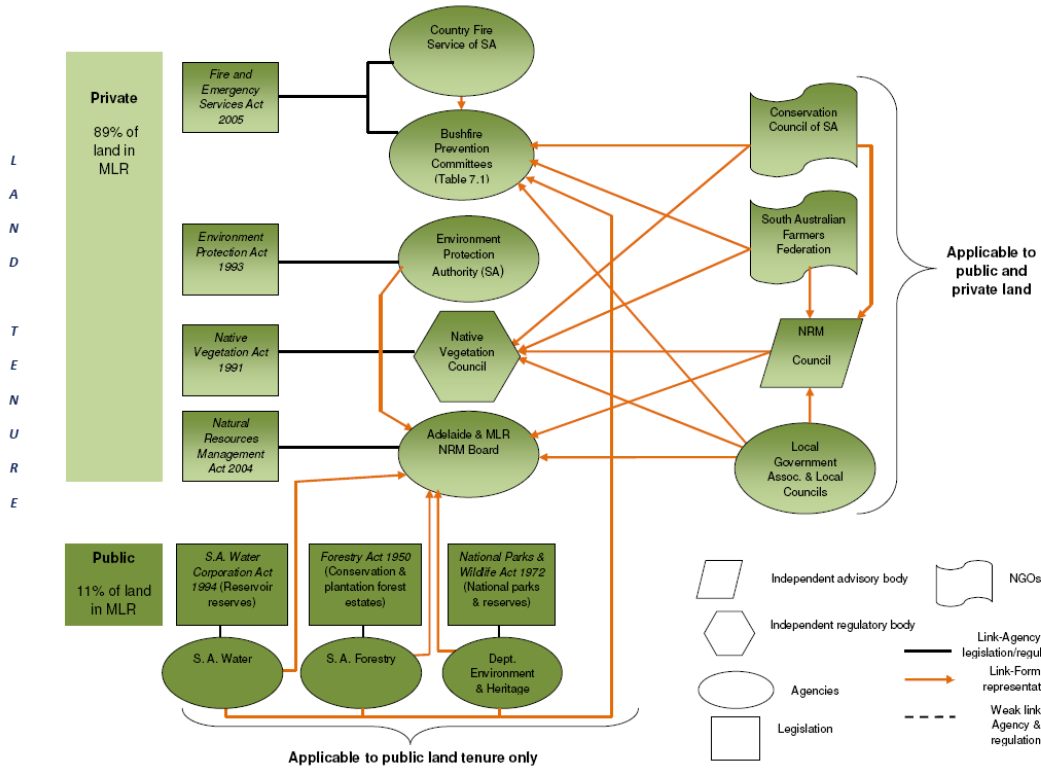 Country Fire
Service of SA
Private
89% of
land in
MLR
Fire and
Emergency
Services Act
2005
Bushfire
Prevention
Committees
(Table 7.1)
Conservation
Council of SA
L
A
N
D
T
E
N
U
R
E
Environment
Protection Act
1993
Environment
Protection
Authority (SA)
South Australian
Farmers
Federation
Applicable to
public and
private land
Native
Vegetation Act
1991
Native
Vegetation
Council
NRM
Council
Natural
Resources
Management
Act 2004
Adelaide & MLR
NRM Board
Local
Government
Assoc. & Local
Councils
Public
11% of land
in MLR
S.A. Water
Corporation Act
1994 (Reservoir
reserves)
Forestry Act 1950
(Conservation &
plantation forest
estates)
National Parks &
Wildlife Act 1972
(National parks
& reserves)
S. A. Water
S.A. Forestry
Dept.
Environment
& Heritage
Applicable to public land tenure only
Independent advisory body
NGOs
Independent regulatory body
Agencies
Legislation
Link-Agency
legislation/regul
Link-Form
representat
Weak link
Agency &
regulation